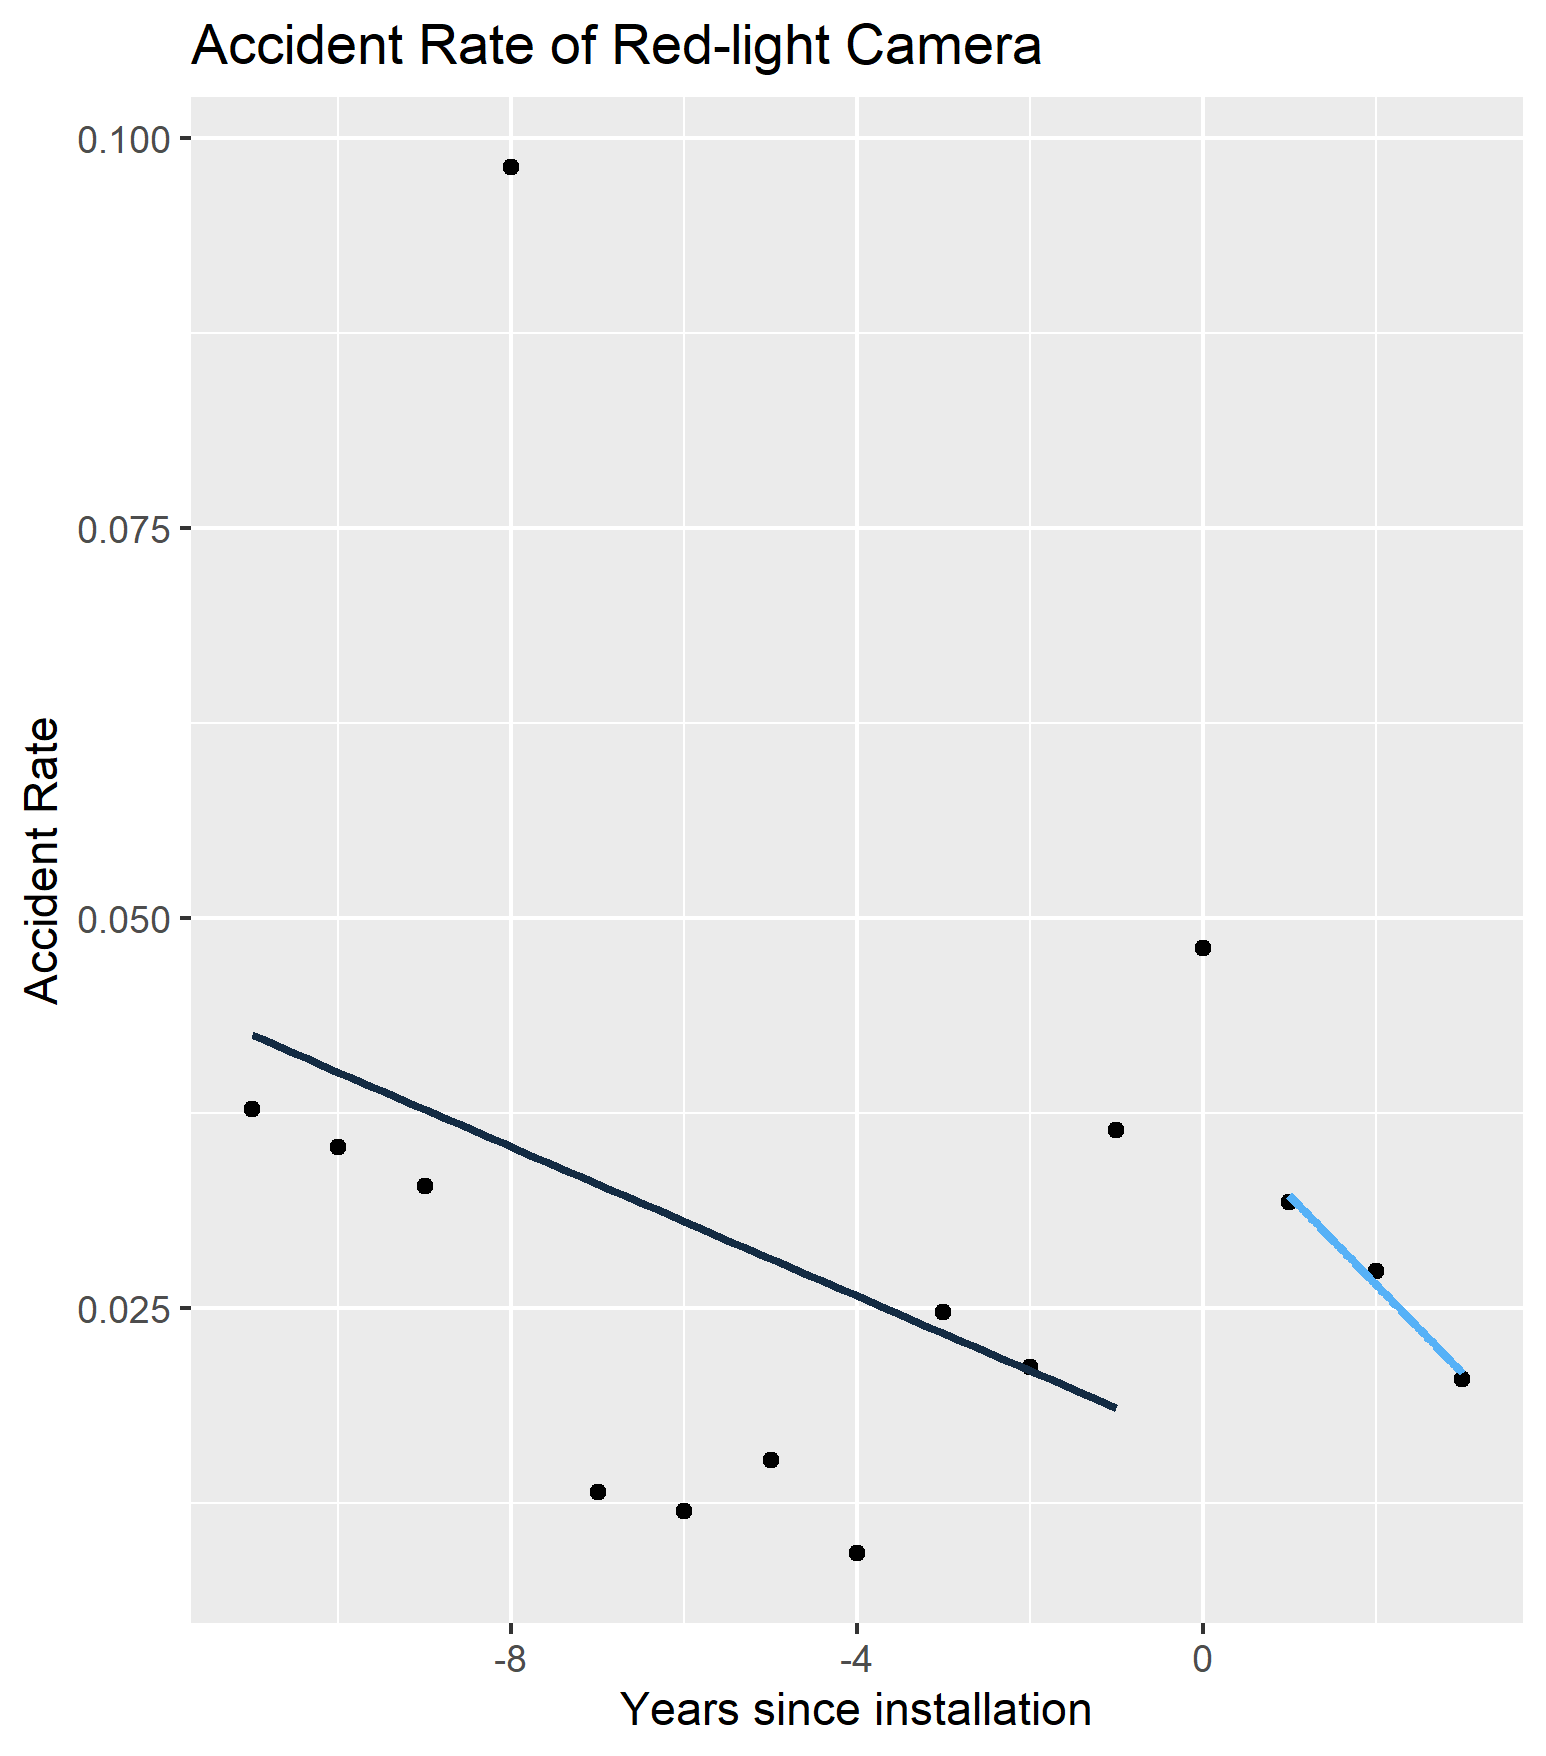 Accident Rate of Red-light Camera
Accident Rate
0.100
0.075
0.050
0.025
-8
-4
0
Years since installation